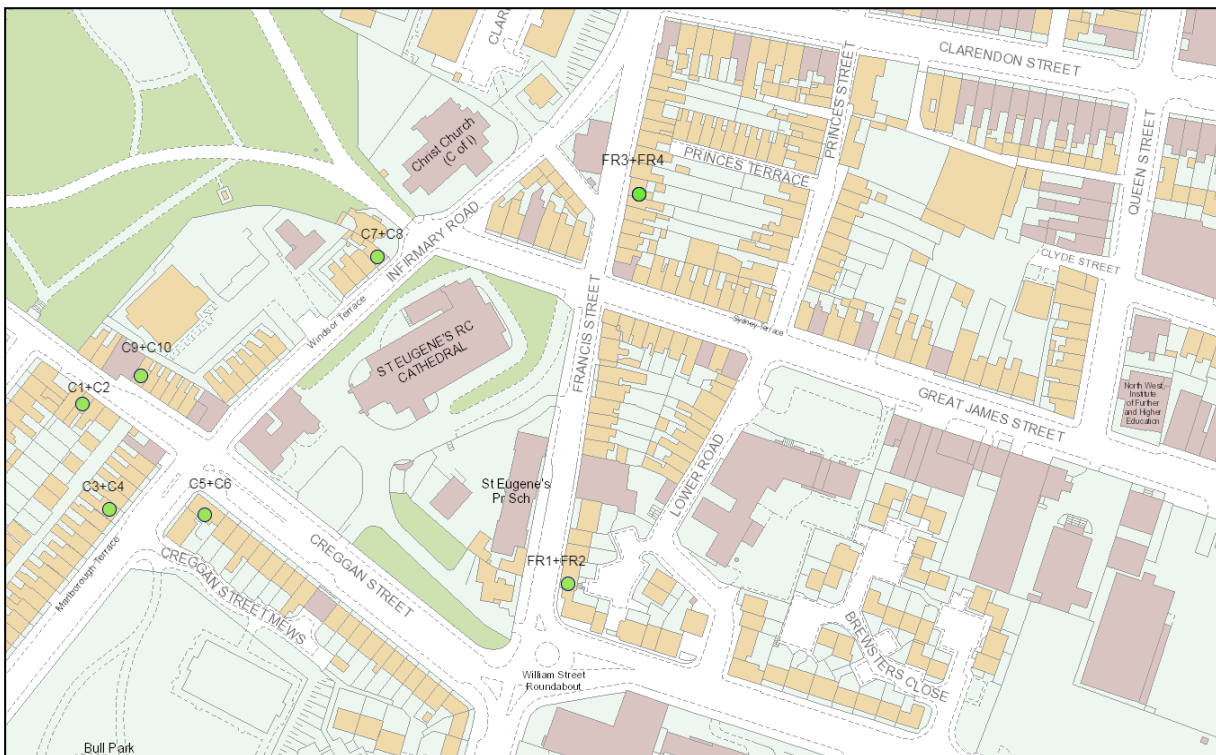 CLAR
CLARENDON STREET
PRINCES STREET
QUEEN STREET
Christ Church
(C of I)
FR3+FR4
PRINCES TERRACE
C7+C8
INFIRMARY ROAD
CLYDE STREET
Windsor Terrace
ST EUGENE'S RC
CATHEDRAL
FRANCIS STREET
Sydney Terrace
C9+C10
C1+C2
GREAT JAMES STREET
North West
Institute
of Further
and Higher
Education
C3+C4
C5+C6
St Eugene's
Pr Sch
LOWER ROAD
Marlborough Terrace
CREGGAN STREET
CREGGAN STREET MEWS
FR1+FR2
BREWSTERS CLOSE
William Street
Roundabout
Bull Park